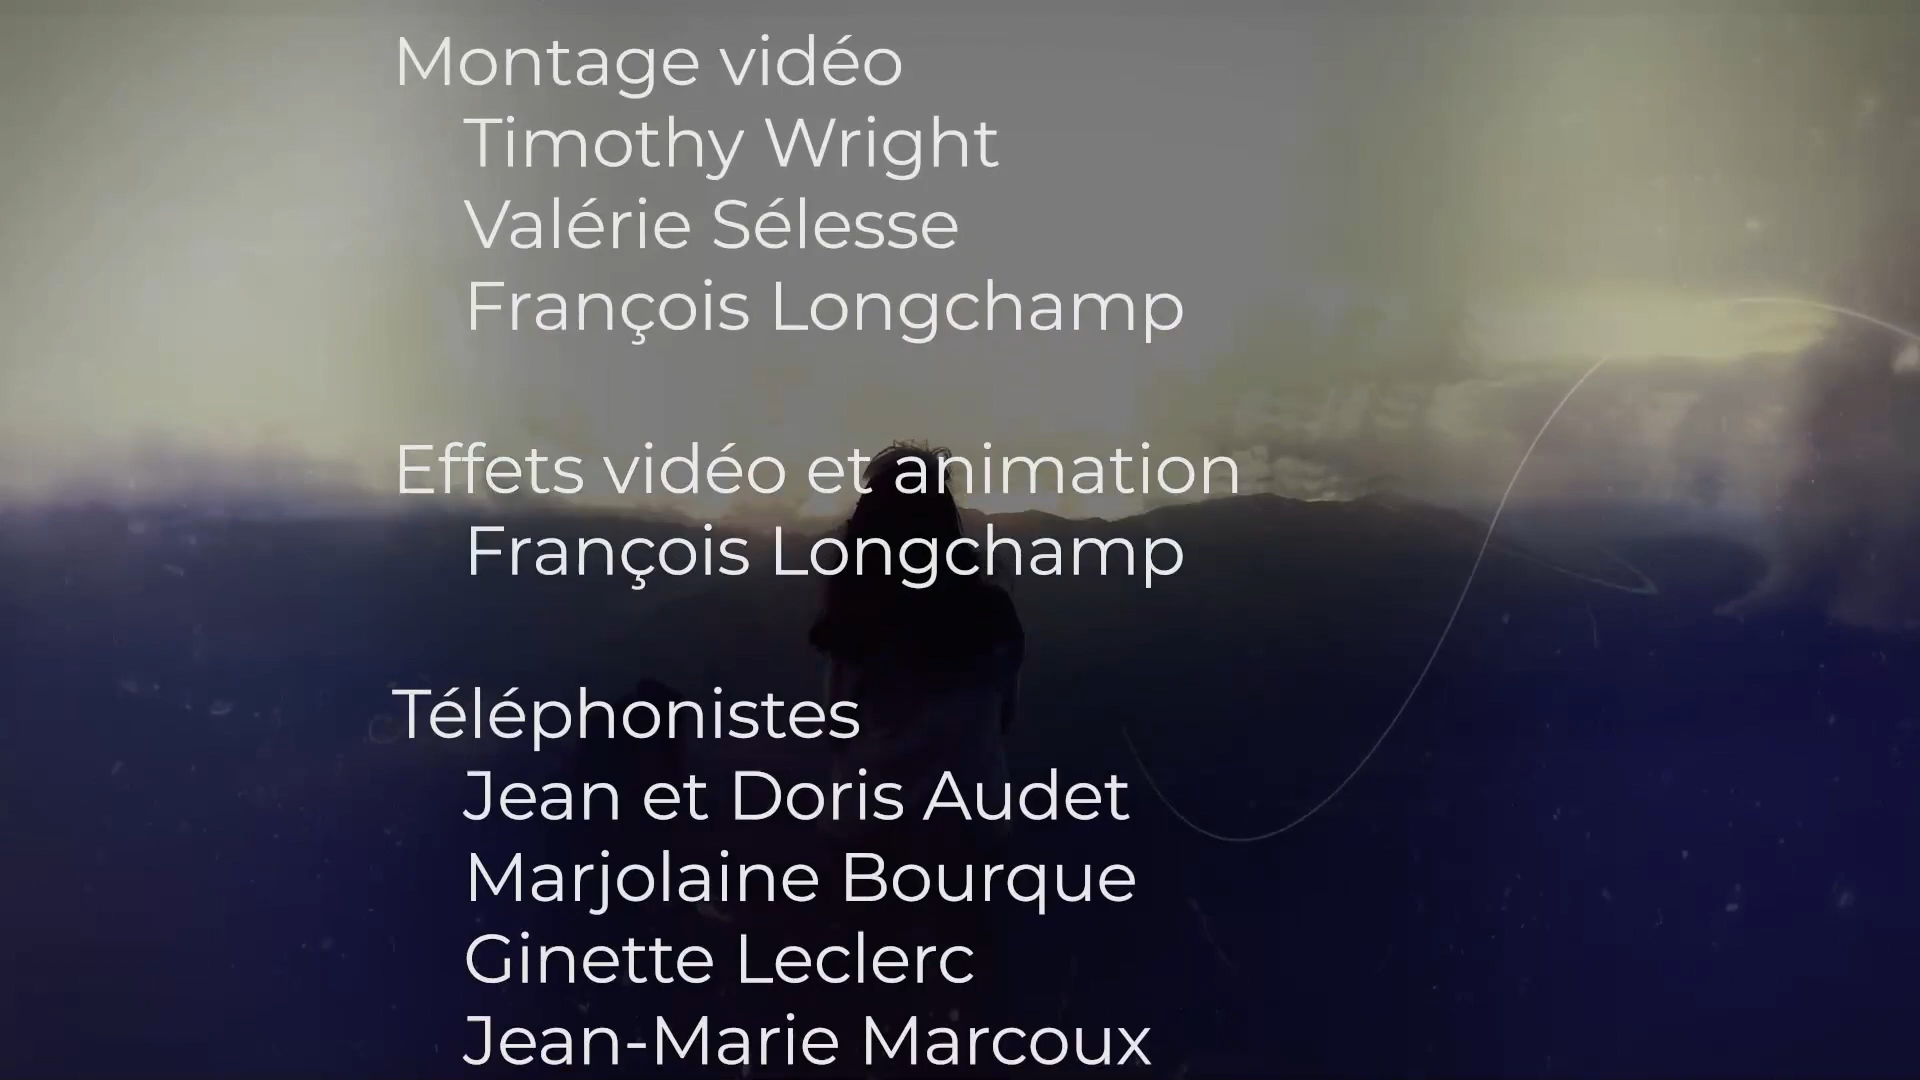 Montage vidéo
Timothy Wright
Valérie Sélesse
François Longchamp
Effets vidéo et animation
François Longchamp
Téléphonistes
Jean et Doris Audet
Marjolaine Bourque
Ginette Leclerc
Jean-Marie Marcoux